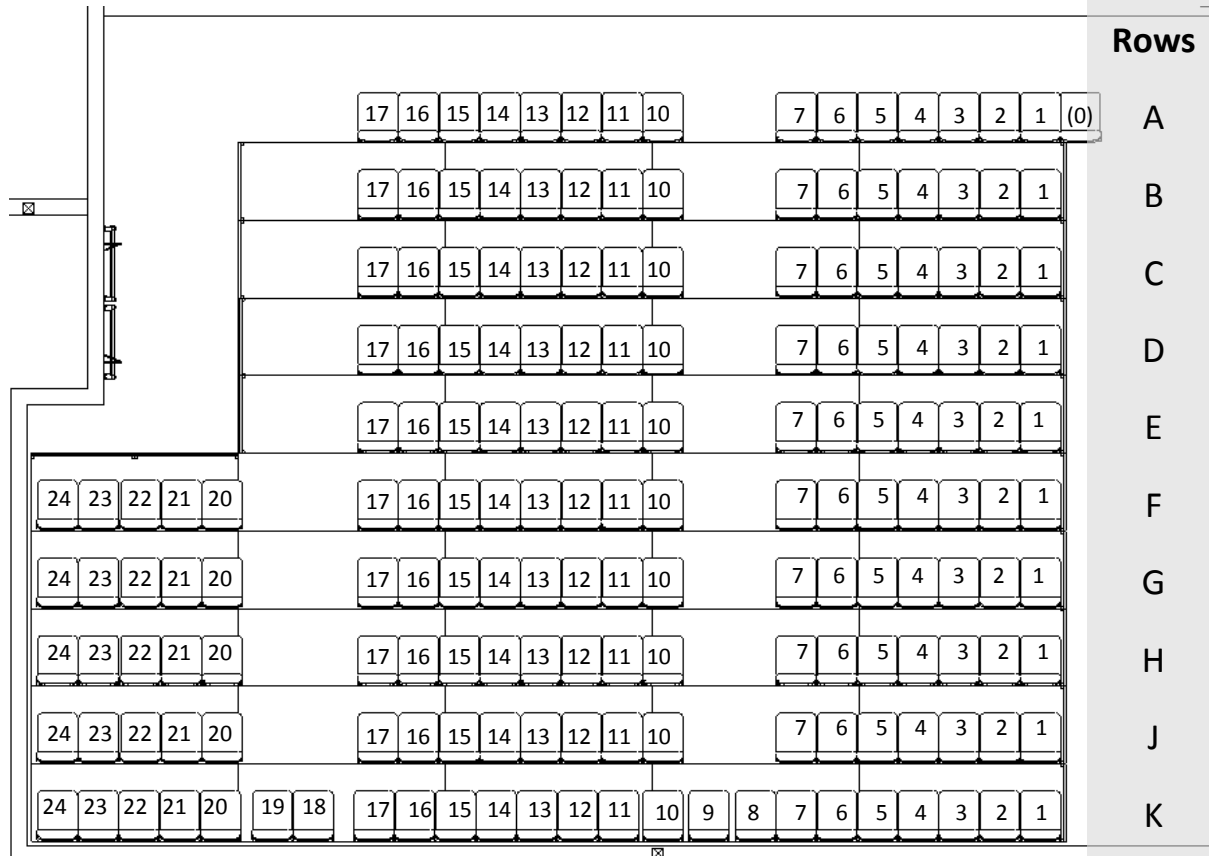 Rows
17 16 15 14 13 12 11 10 7 6 5 4 3 2 1 (0) A
17 16 15 14 13 12 11 10 7 6 5 4 3 2 1 B
17 16 15 14 13 12 11 10 7 6 5 4 3 2 1 C
17 16 15 14 13 12 11 10 7 6 5 4 3 2 1 D
17 16 15 14 13 12 11 10 7 6 5 4 3 2 1 E
24 23 22 21 20 17 16 15 14 13 12 11 10 7 6 5 4 3 2 1 F
24 23 22 21 20 17 16 15 14 13 12 11 10 7 6 5 4 3 2 1 G
24 23 22 21 20 17 16 15 14 13 12 11 10 7 6 5 4 3 2 1 H
24 23 22 21 20 17 16 15 14 13 12 11 10 7 6 5 4 3 2 1 J
24 23 22 21 20 19 18 17 16 15 14 13 12 11 10 9 8 7 6 5 4 3 2 1 K